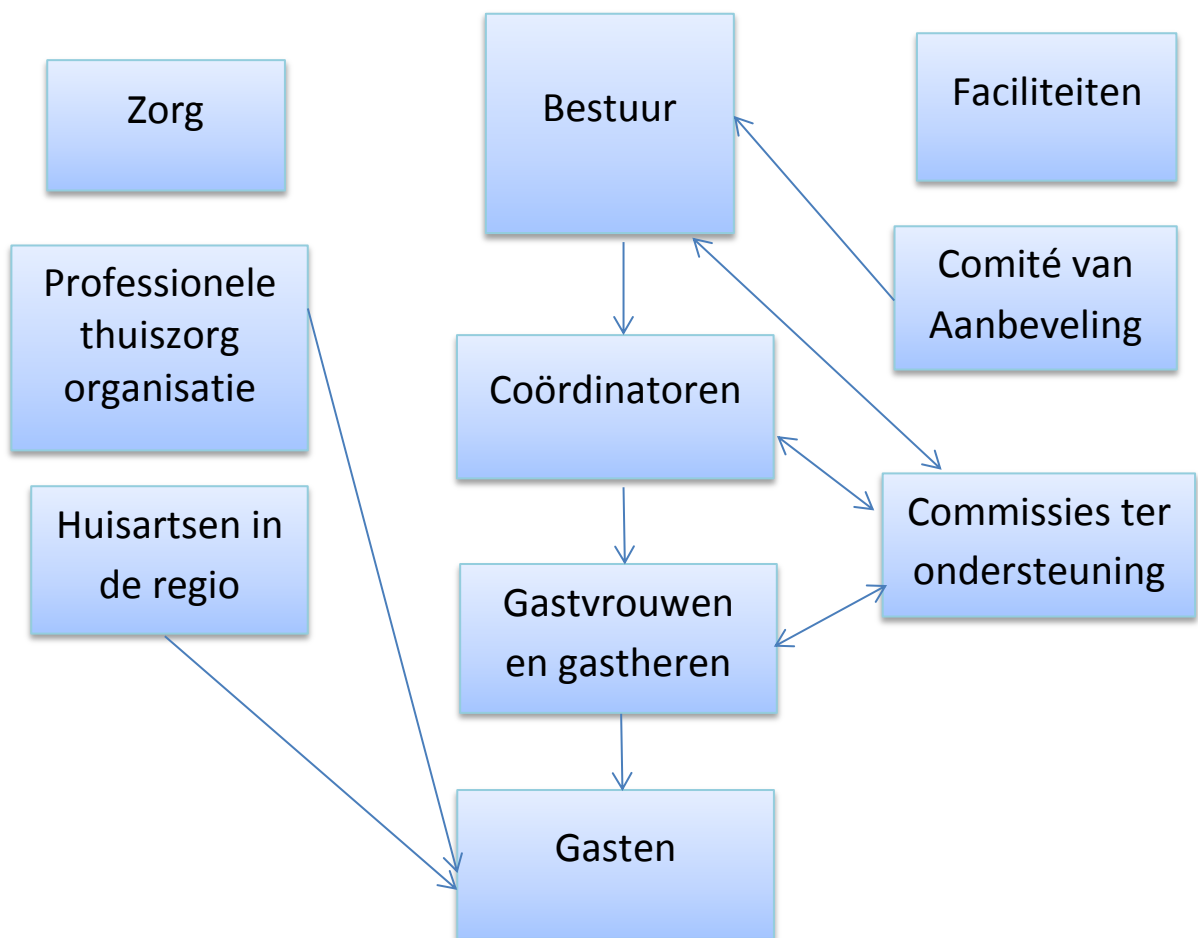 Zorg
Bestuur
Faciliteiten
Professionele
thuiszorg
organisatie
Comité van
Aanbeveling
Coördinatoren
Huisartsen in
de regio
Commissies ter
ondersteuning
Gastvrouwen
en gastheren
Gasten